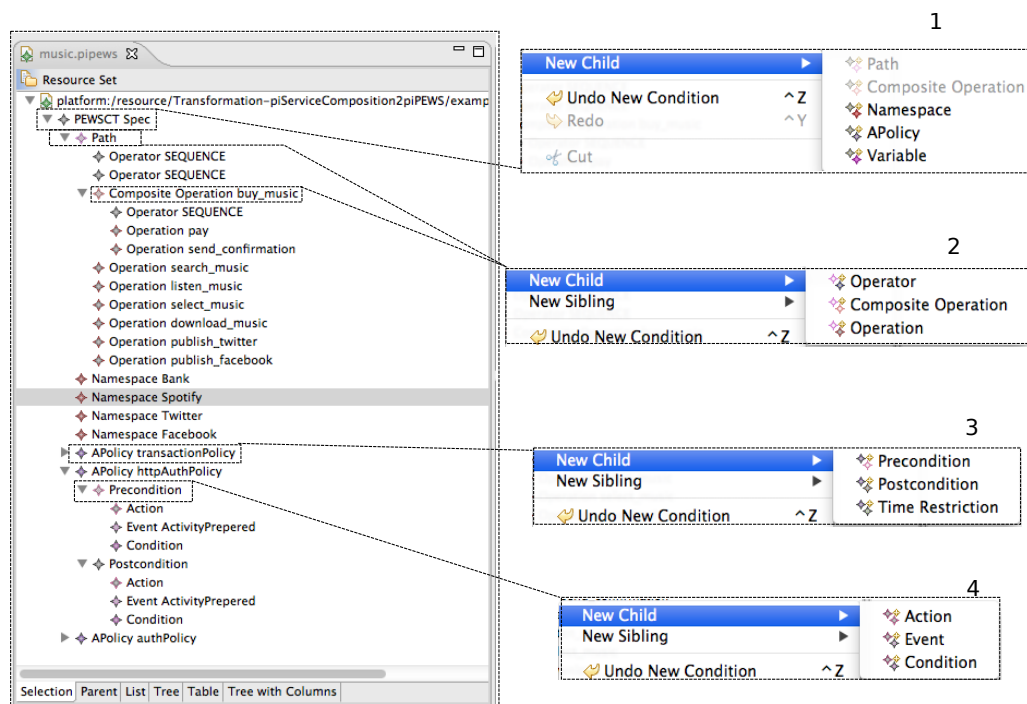 music.pipews
Resource Set
platform:/resource/Transformation-piServiceComposition2piPEWS/examp
PEWSCT Spec
Path
Operator SEQUENCE
Operator SEQUENCE
Composite Operation buy_music
Operator SEQUENCE
Operation pay
Operation send_confirmation
Operation search_music
Operation listen_music
Operation select_music
Operation download_music
Operation publish_twitter
Operation publish_facebook
Namespace Bank
Namespace Spotify
Namespace Twitter
Namespace Facebook
APolicy transactionPolicy
APolicy httpAuthPolicy
Precondition
Action
Event ActivityPrepered
Condition
Postcondition
Action
Event ActivityPrepered
Condition
APolicy authPolicy
Selection Parent List Tree Table Tree with Columns
1
New Child
Undo New Condition ^Z
Redo ^Y
Cut
Path
Composite Operation
Namespace
APolicy
Variable
2
New Child
New Sibling
Undo New Condition ^Z
Operator
Composite Operation
Operation
3
New Child
New Sibling
Undo New Condition ^Z
Precondition
Postcondition
Time Restriction
4
New Child
New Sibling
Undo New Condition ^Z
Action
Event
Condition